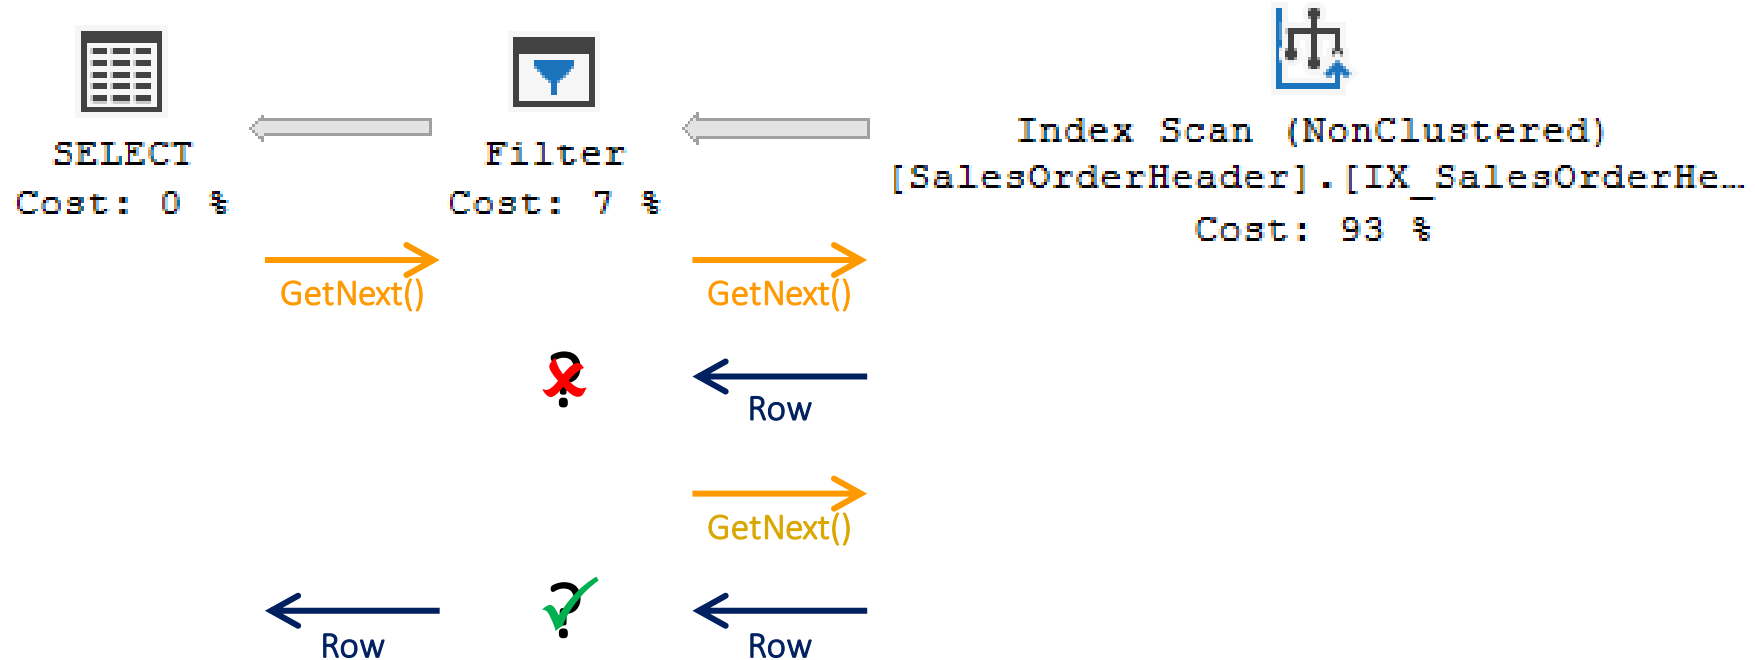 SELECT
Cost: 0 %
Filter
Cost: 7 %
Index Scan (NonClustered)
[SalesOrderHeader].[IX_SalesOrderHe…
Cost: 93 %
GetNext()
GetNext()
?
Row
GetNext()
?
Row
Row